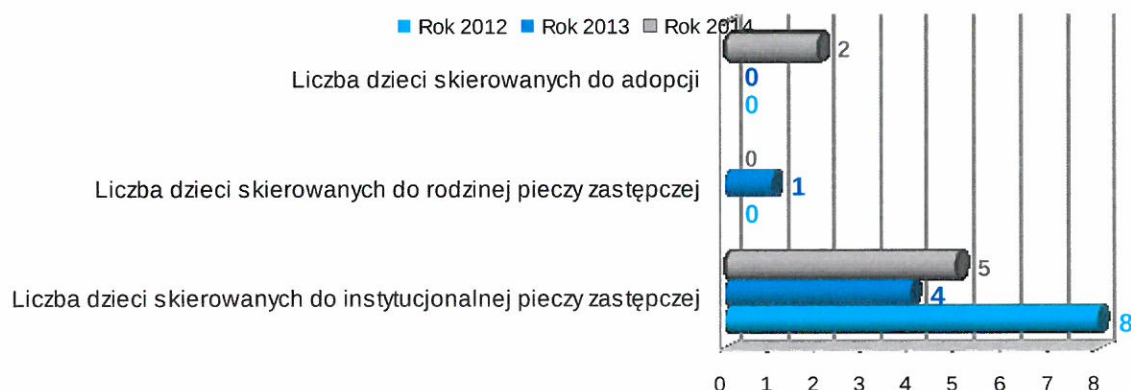 Rok 2012 Rok 2013 Rok 2014
2
Liczba dzieci skierowanych do adopcji
0
0
0
Liczba dzieci skierowanych do rodzinej pieczy zastępczej
1
0
5
Liczba dzieci skierowanych do instytucjonalnej pieczy zastępczej
4
8
0 1 2 3 4 5 6 7 8